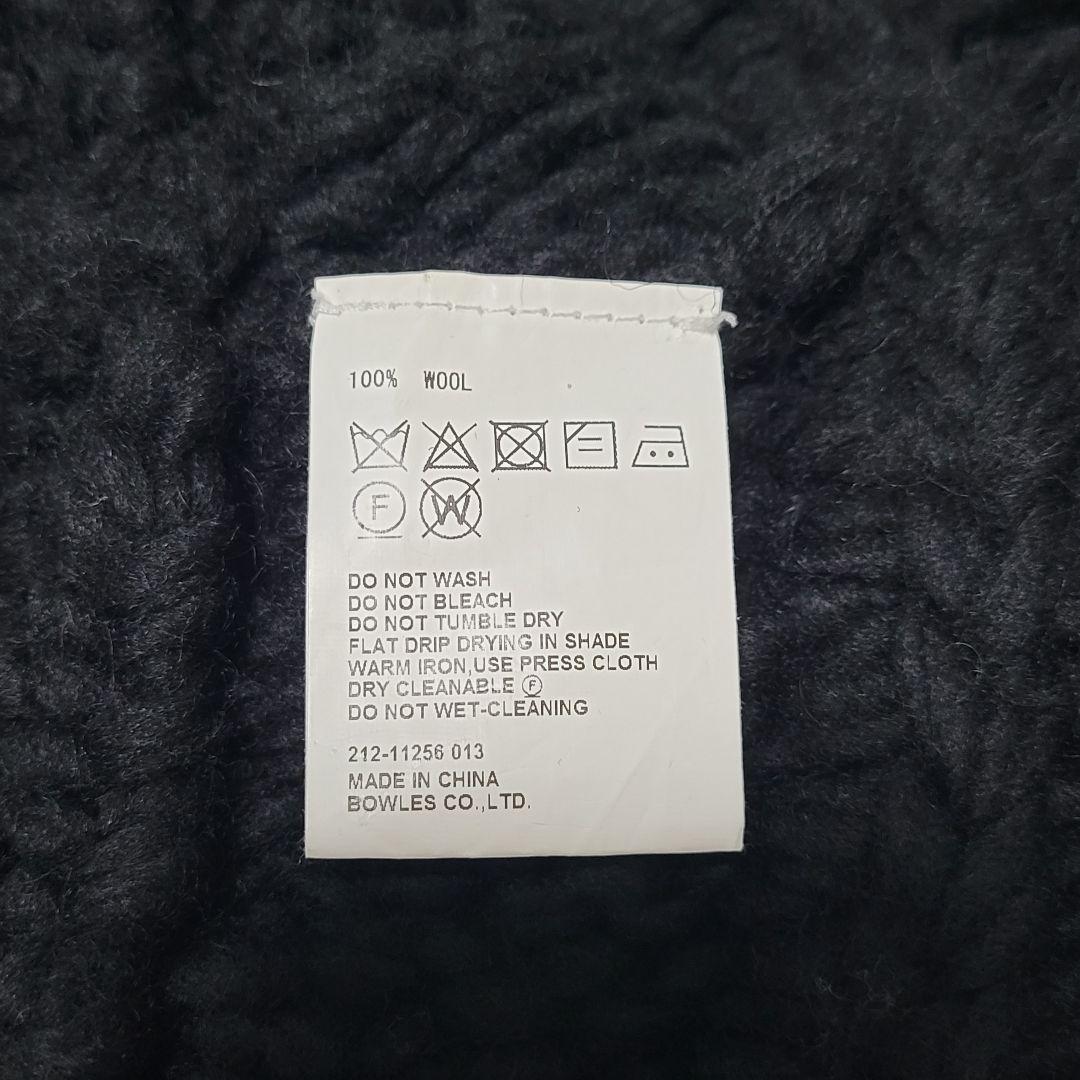 100% WOOL
F W
DO NOT WASH
DO NOT BLEACH
DO NOT TUMBLE DRY
FLAT DRIP DRYING IN SHADE
WARM IRON,USE PRESS CLOTH
DRY CLEANABLE Ⓕ
DO NOT WET-CLEANING
212-11256 013
MADE IN CHINA
BOWLES CO.,LTD.